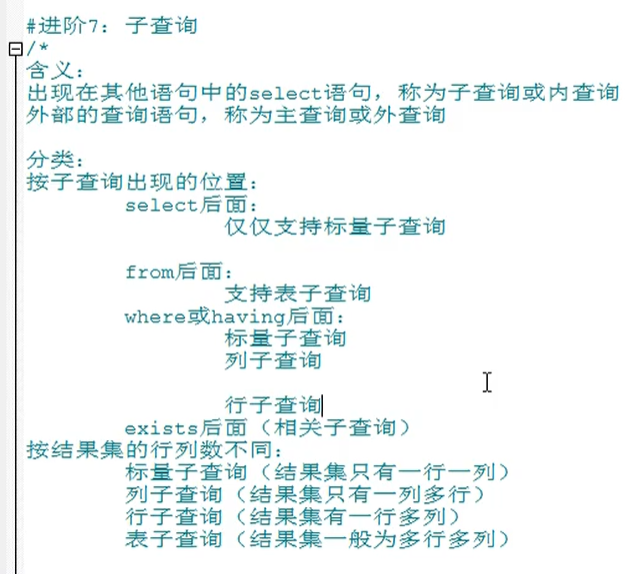 #进阶7: 子查询
/*
含义:
出现在其他语句中的select语句，称为子查询或内查询
外部的查询语句，称为主查询或外查询
分类:
按子查询出现的位置:
select后面:
仅仅支持标量子查询
from后面:
支持表子查询
where或having后面:
标量子查询
列子查询
行子查询
exists后面（相关子查询）
按结果集的行列数不同:
标量子查询（结果集只有一行一列）
列子查询（结果集只有一列多行）
行子查询（结果集有一行多列）
表子查询（结果集一般为多行多列）